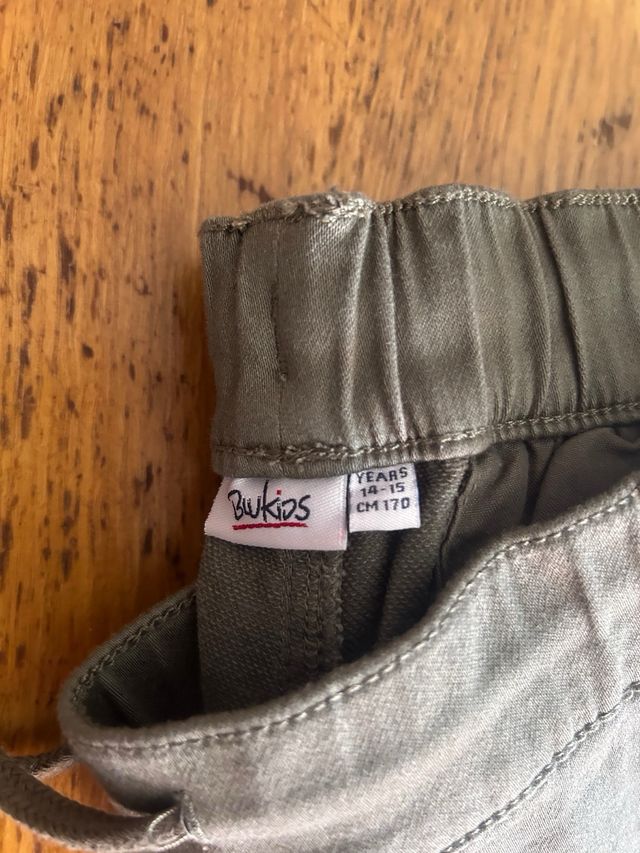 BluKids
YEARS
14-15
CM 170